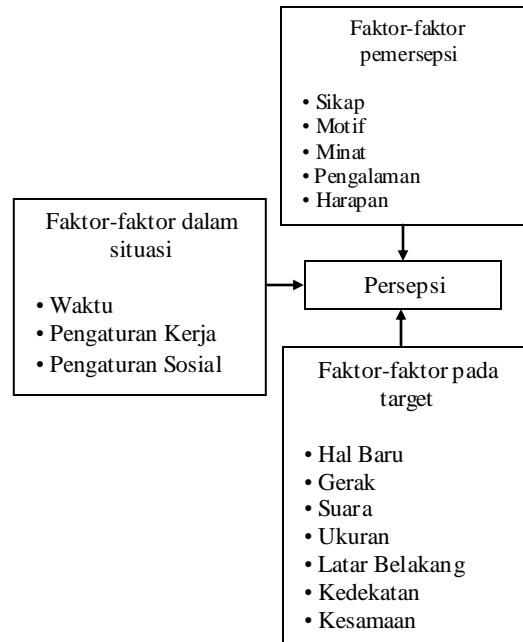 Faktor-faktor
pemersepsi
• Sikap
• Motif
• Minat
• Pengalaman
• Harapan
Faktor-faktor dalam
situasi
• Waktu
• Pengaturan Kerja
• Pengaturan Sosial
Persepsi
Faktor-faktor pada
target
• Hal Baru
• Gerak
• Suara
• Ukuran
• Latar Belakang
• Kedekatan
• Kesamaan